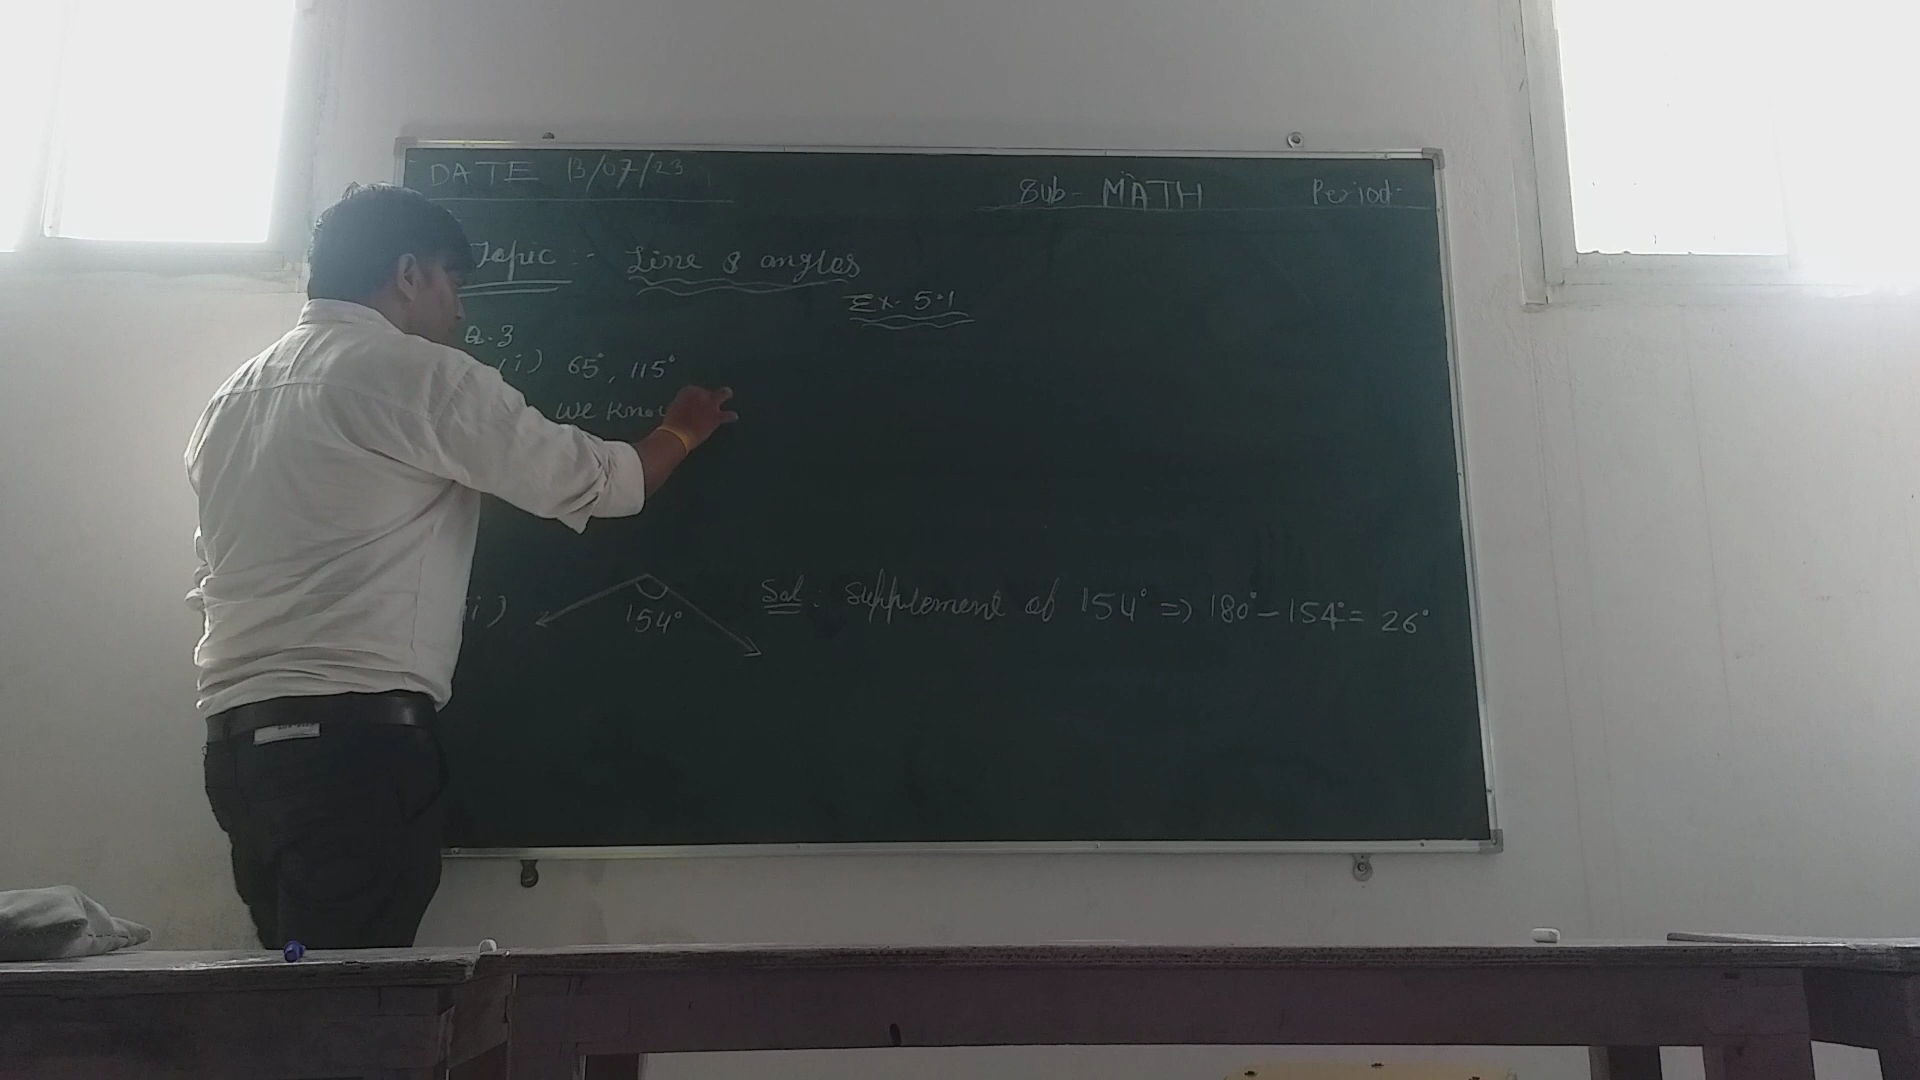 DATE 13/07/23
Sub- MATH Period-
Topic :- Line & angles
Ex. 5.1
Q.3
(i) 65°, 115°
We know
154°
Sol: Supplement of 154° => 180° - 154° = 26°